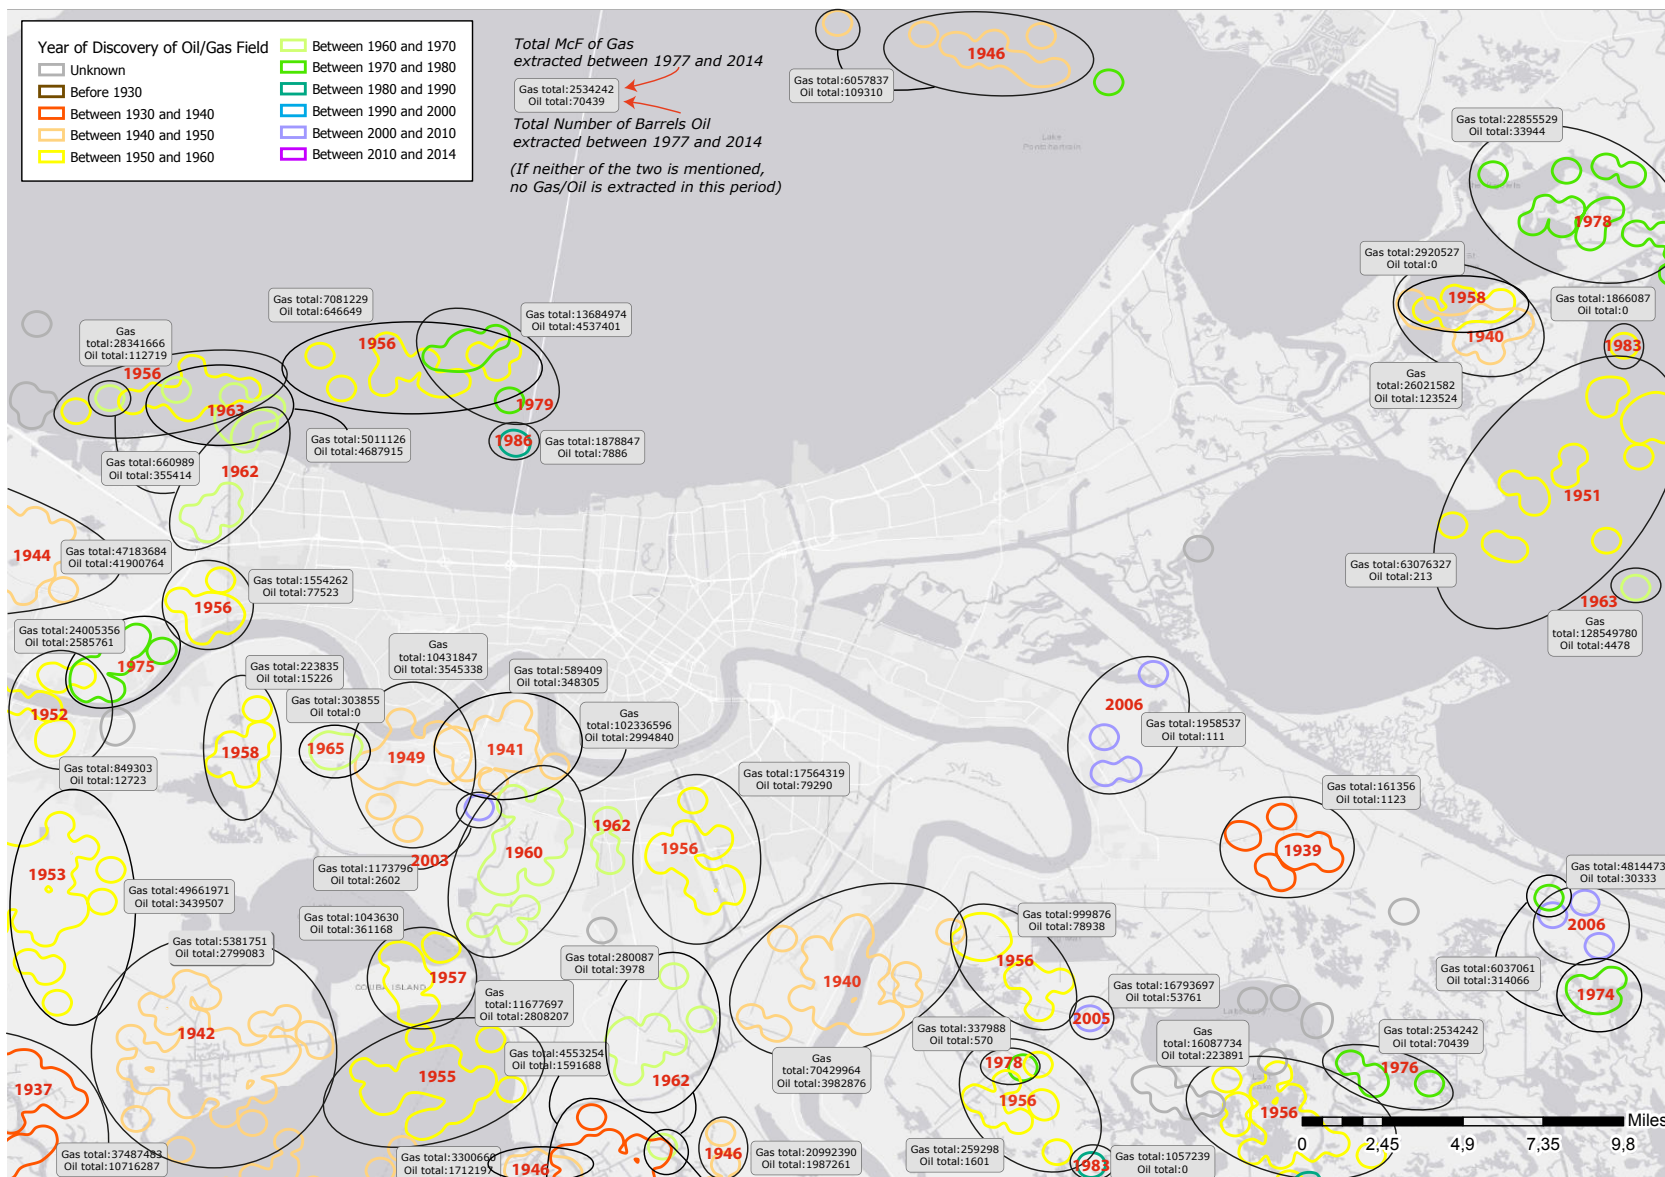 Year of Discovery of Oil/Gas Field
Unknown
Before 1930
Between 1930 and 1940
Between 1940 and 1950
Between 1950 and 1960
Between 1960 and 1970
Between 1970 and 1980
Between 1980 and 1990
Between 1990 and 2000
Between 2000 and 2010
Between 2010 and 2014
Total McF of Gas
extracted between 1977 and 2014
Gas total:2534242
Oil total:70439
Total Number of Barrels Oil
extracted between 1977 and 2014
(If neither of the two is mentioned,
no Gas/Oil is extracted in this period)
Gas total:6057837
Oil total:109310
1946
Lake
Pontchartrain
Gas total:22855529
Oil total:33944
1978
Gas total:2920527
Oil total:0
1958
1940
Gas total:1866087
Oil total:0
1983
Gas
total:26021582
Oil total:123524
Gas total:7081229
Oil total:646649
1956
Gas total:13684974
Oil total:4537401
1979
Gas
total:28341666
Oil total:112719
1956
1963
Gas total:5011126
Oil total:4687915
1986
Gas total:1878847
Oil total:7886
Gas total:660989
Oil total:355414
1962
1951
Gas total:63076327
Oil total:213
1963
Gas
total:128549780
Oil total:4478
1944
Gas total:47183684
Oil total:41900764
Gas total:1554262
Oil total:77523
1956
Gas total:24005356
Oil total:2585761
1975
1952
Gas total:849303
Oil total:12723
Gas total:223835
Oil total:15226
1958
Gas total:303855
Oil total:0
1965
Gas
total:10431847
Oil total:3545338
1949
Gas total:589409
Oil total:348305
1941
Gas
total:102336596
Oil total:2994840
2006
Gas total:1958537
Oil total:111
Gas total:17564319
Oil total:79290
1956
Gas total:161356
Oil total:1123
1939
1962
1960
2003
Gas total:1173796
Oil total:2602
1953
Gas total:49661971
Oil total:3439507
Gas total:4814473
Oil total:30333
2006
Gas total:1043630
Oil total:361168
1957
COUBA ISLAND
Gas total:5381751
Oil total:2799083
1942
Gas total:280087
Oil total:3978
1962
1940
Gas
total:70429964
Oil total:3982876
Gas total:999876
Oil total:78938
1956
Gas total:16793697
Oil total:53761
2005
Gas total:6037061
Oil total:314066
1974
Gas
total:11677697
Oil total:2808207
1955
Gas total:4553254
Oil total:1591688
Gas total:337988
Oil total:570
1978
1956
Gas
total:16087734
Oil total:223891
1956
Gas total:2534242
Oil total:70439
1976
1937
Gas total:37487483
Oil total:10716287
Gas total:3300660
Oil total:1712197
1946
1946
Gas total:20992390
Oil total:1987261
Gas total:259298
Oil total:1601
1983
Gas total:1057239
Oil total:0
Miles
0 2,45 4,9 7,35 9,8